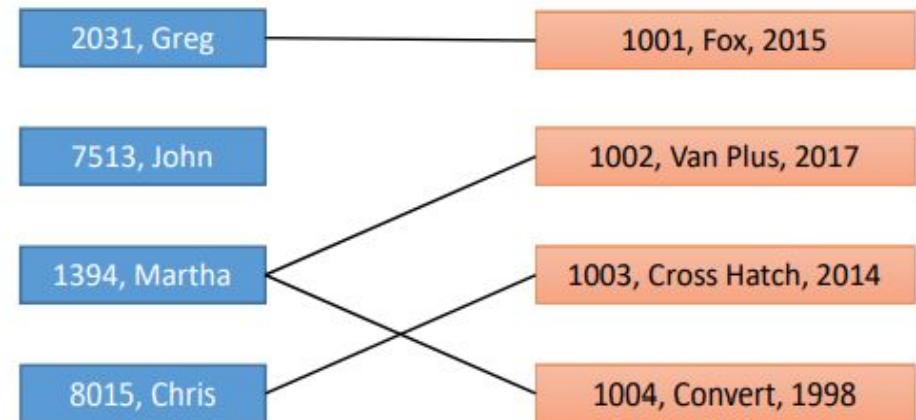 2031, Greg
1001, Fox, 2015
7513, John
1002, Van Plus, 2017
1394, Martha
1003, Cross Hatch, 2014
8015, Chris
1004, Convert, 1998